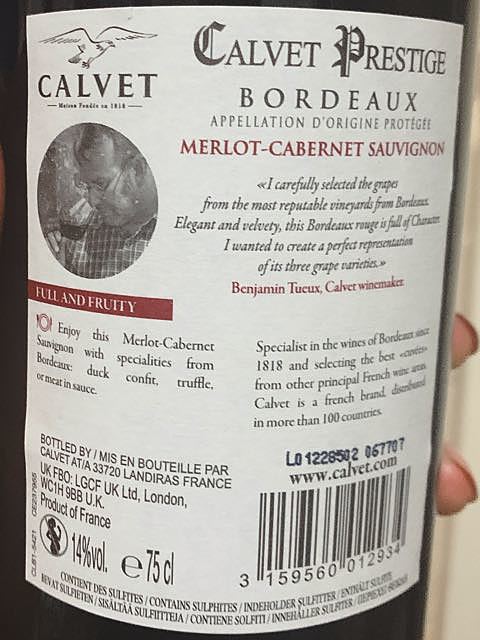 CALVET
Maison Fondée en 1818
CALVET PRESTIGE
BORDEAUX
APPELLATION D'ORIGINE PROTÉGÉE
MERLOT-CABERNET SAUVIGNON
«I carefully selected the grapes
from the most reputable vineyards from Bordeaux.
Elegant and velvety, this Bordeaux rouge is full of Character.
I wanted to create a perfect representation
of its three grape varieties.»
Benjamin Tueux, Calvet winemaker.
FULL AND FRUITY
Enjoy this Merlot-Cabernet
Sauvignon with specialities from
Bordeaux: duck confit, truffle,
or meat in sauce.
Specialist in the wines of Bordeaux since
1818 and selecting the best «cuvées»
from other principal French wine areas,
Calvet is a french brand, distributed
in more than 100 countries.
BOTTLED BY / MIS EN BOUTEILLE PAR
CALVET AT/A 33720 LANDIRAS FRANCE
UK FBO: LGCF UK Ltd, London,
WC1H 9BB U.K.
Product of France
14%vol. e 75 cl
L01228502 067707
www.calvet.com
3 159560 012934
CONTIENT DES SULFITES / CONTAINS SULPHITES / INDEHOLDER SULFITTER / ENTHÄLT SULFITE
BEVAT SULFIETEN / SISÄLTÄÄ SULFIITTEJA / CONTIENE SOLFITI / INNEHÅLLER SULFITER /